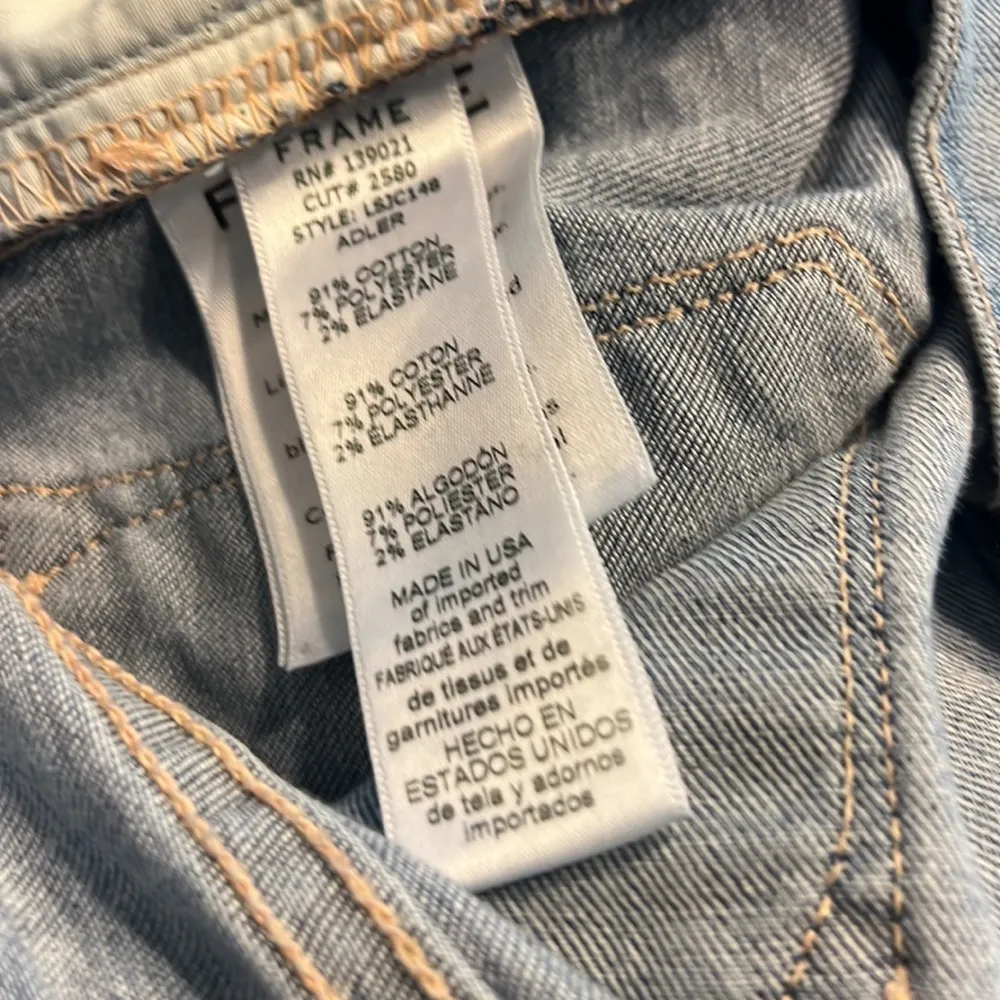 FRAME
RN# 139021
CUT# 2580
STYLE: LSJC148
ADLER
91% COTTON
7% POLYESTER
2% ELASTANE
91% COTON
7% POLYESTER
2% ELASTHANNE
91% ALGODÓN
7% POLIESTER
2% ELASTANO
MADE IN USA
of imported
fabrics and trim
FABRIQUÉ AUX ÉTATS-UNIS
de tissus et de
garnitures importés
HECHO EN
ESTADOS UNIDOS
de tela y adornos
importados